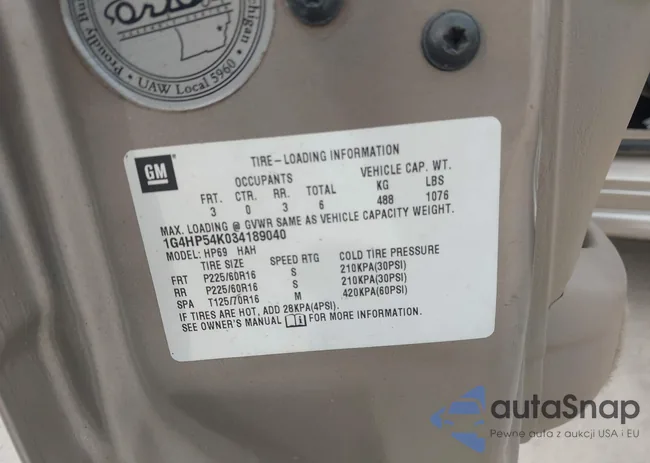 Proudly
Michigan
UAW Local 5960
GM
TIRE-LOADING INFORMATION
OCCUPANTS VEHICLE CAP. WT.
FRT. CTR. RR. TOTAL KG LBS
3 0 3 6 488 1076
MAX. LOADING @ GVWR SAME AS VEHICLE CAPACITY WEIGHT.
1G4HP54K034189040
MODEL: HP69 HAH
TIRE SIZE SPEED RTG COLD TIRE PRESSURE
FRT P225/60R16 S 210KPA(30PSI)
RR P225/60R16 S 210KPA(30PSI)
SPA T125/70R16 M 420KPA(60PSI)
IF TIRES ARE HOT, ADD 28KPA(4PSI).
SEE OWNER'S MANUAL FOR MORE INFORMATION.
autaSnap
Pewne auta z aukcji USA i EU